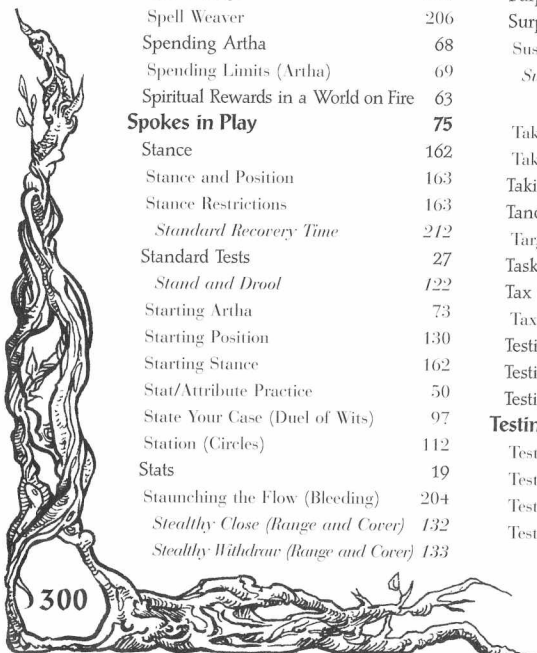 Spell Weaver 206
Spending Artha 68
Spending Limits (Artha) 69
Spiritual Rewards in a World on Fire 63
Spokes in Play 75
Stance 162
Stance and Position 163
Stance Restrictions 163
Standard Recovery Time 212
Standard Tests 27
Stand and Drool 122
Starting Artha 73
Starting Position 130
Starting Stance 162
Stat/Attribute Practice 50
State Your Case (Duel of Wits) 97
Station (Circles) 112
Stats 19
Staunching the Flow (Bleeding) 204
Stealthy Close (Range and Cover) 132
Stealthy Withdraw (Range and Cover) 133
300
Tax